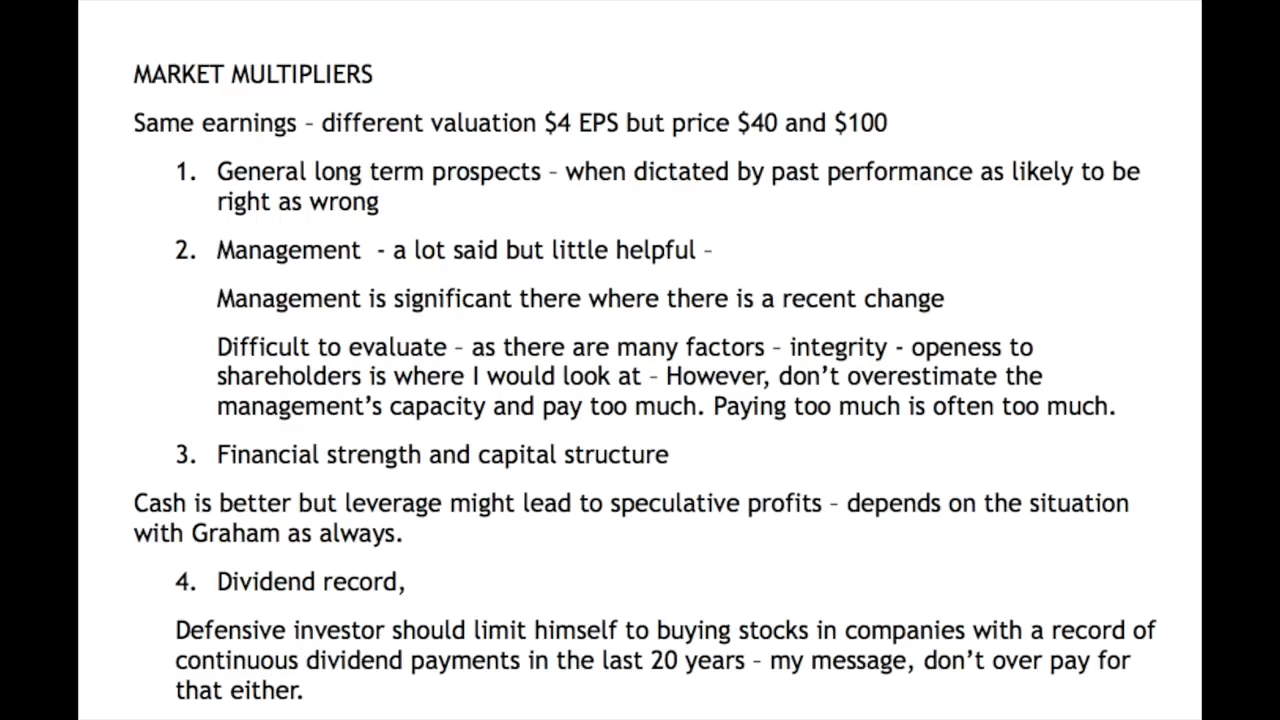 MARKET MULTIPLIERS
Same earnings – different valuation $4 EPS but price $40 and $100
1. General long term prospects – when dictated by past performance as likely to be
right as wrong
2. Management - a lot said but little helpful –
Management is significant there where there is a recent change
Difficult to evaluate – as there are many factors – integrity - openess to
shareholders is where I would look at – However, don’t overestimate the
management’s capacity and pay too much. Paying too much is often too much.
3. Financial strength and capital structure
Cash is better but leverage might lead to speculative profits – depends on the situation
with Graham as always.
4. Dividend record,
Defensive investor should limit himself to buying stocks in companies with a record of
continuous dividend payments in the last 20 years – my message, don’t over pay for
that either.